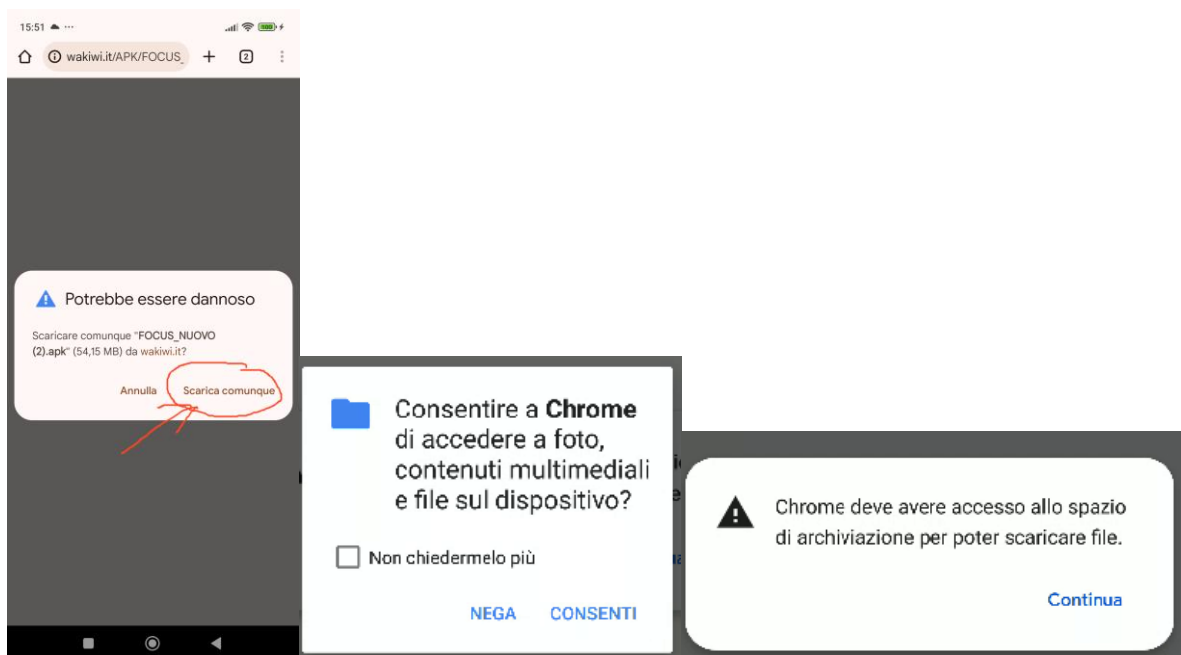 15:51
wakiwi.it/APK/FOCUS_
2
Potrebbe essere dannoso
Scaricare comunque "FOCUS_NUOVO
(2).apk" (54,15 MB) da wakiwi.it?
Annulla Scarica comunque
Consentire a Chrome
di accedere a foto,
contenuti multimediali
e file sul dispositivo?
Non chiedermelo più
NEGA CONSENTI
Chrome deve avere accesso allo spazio
di archiviazione per poter scaricare file.
Continua